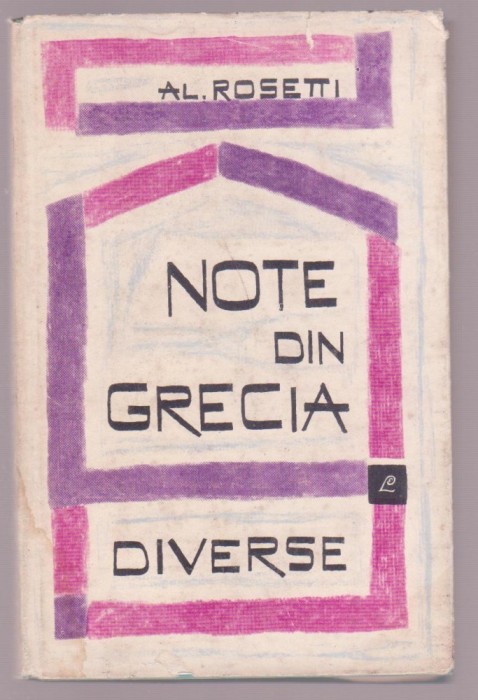 AL. ROSETTI
NOTE
DIN
GRECIA
L
DIVERSE